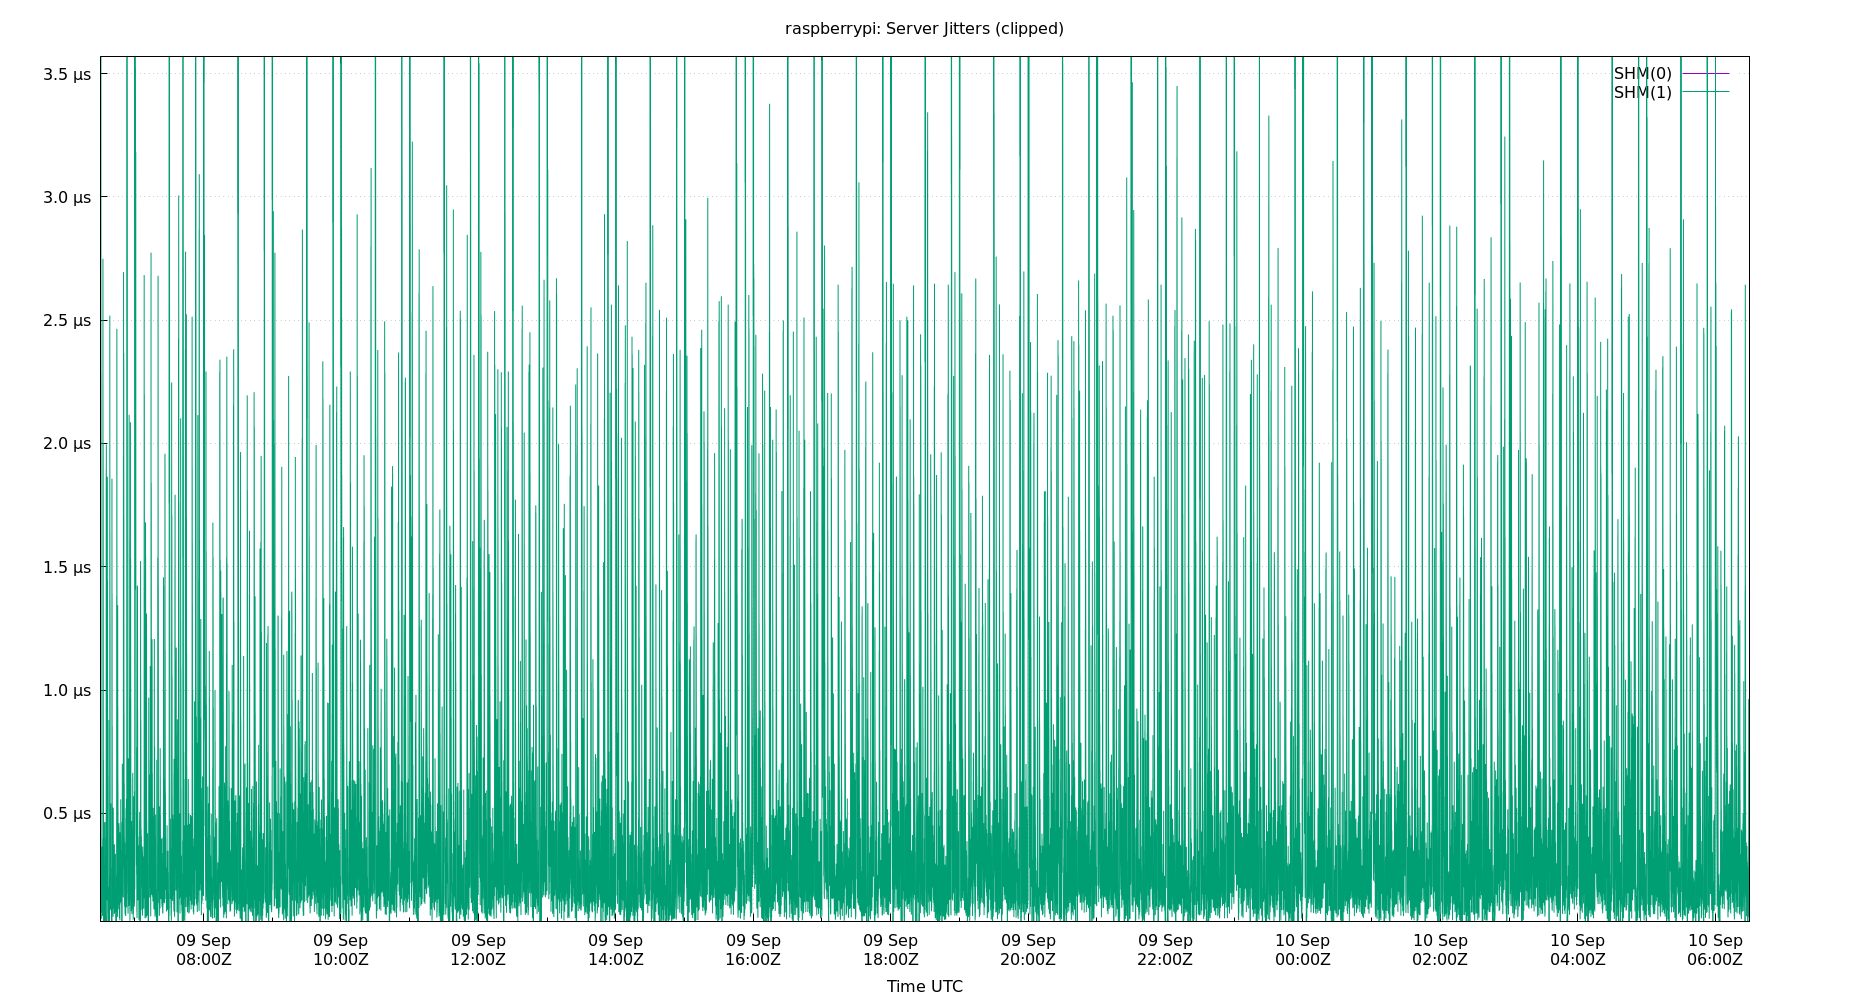 raspberrypi: Server Jitters (clipped)
3.5 µs
3.0 µs
2.5 µs
2.0 µs
1.5 µs
1.0 µs
0.5 µs
SHM(0)
SHM(1)
09 Sep 09 Sep 09 Sep 09 Sep 09 Sep 09 Sep 09 Sep 09 Sep 10 Sep 10 Sep 10 Sep 10 Sep
08:00Z 10:00Z 12:00Z 14:00Z 16:00Z 18:00Z 20:00Z 22:00Z 00:00Z 02:00Z 04:00Z 06:00Z
Time UTC